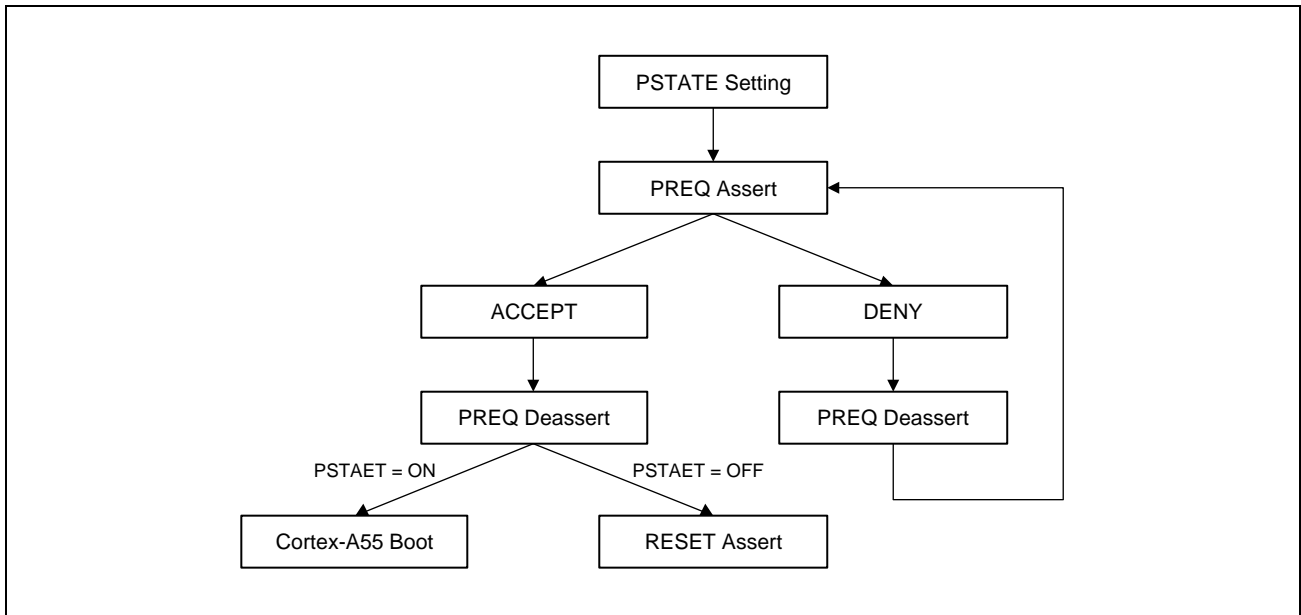 PSTATE Setting
PREQ Assert
ACCEPT
DENY
PREQ Deassert
PREQ Deassert
PSTAET = ON
PSTAET = OFF
Cortex-A55 Boot
RESET Assert